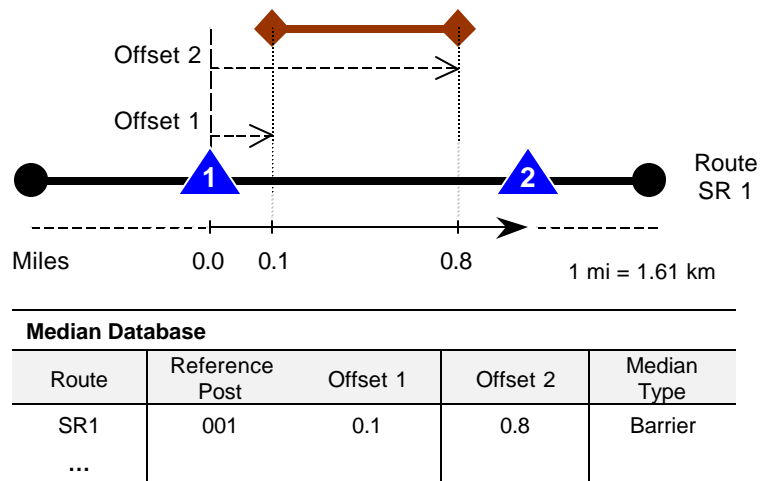 Offset 2
Offset 1
1
2
Route
SR 1
Miles
0.0
0.1
0.8
1 mi = 1.61 km
Median Database
Route
Reference
Post
Offset 1
Offset 2
Median
Type
SR1
001
0.1
0.8
Barrier
...